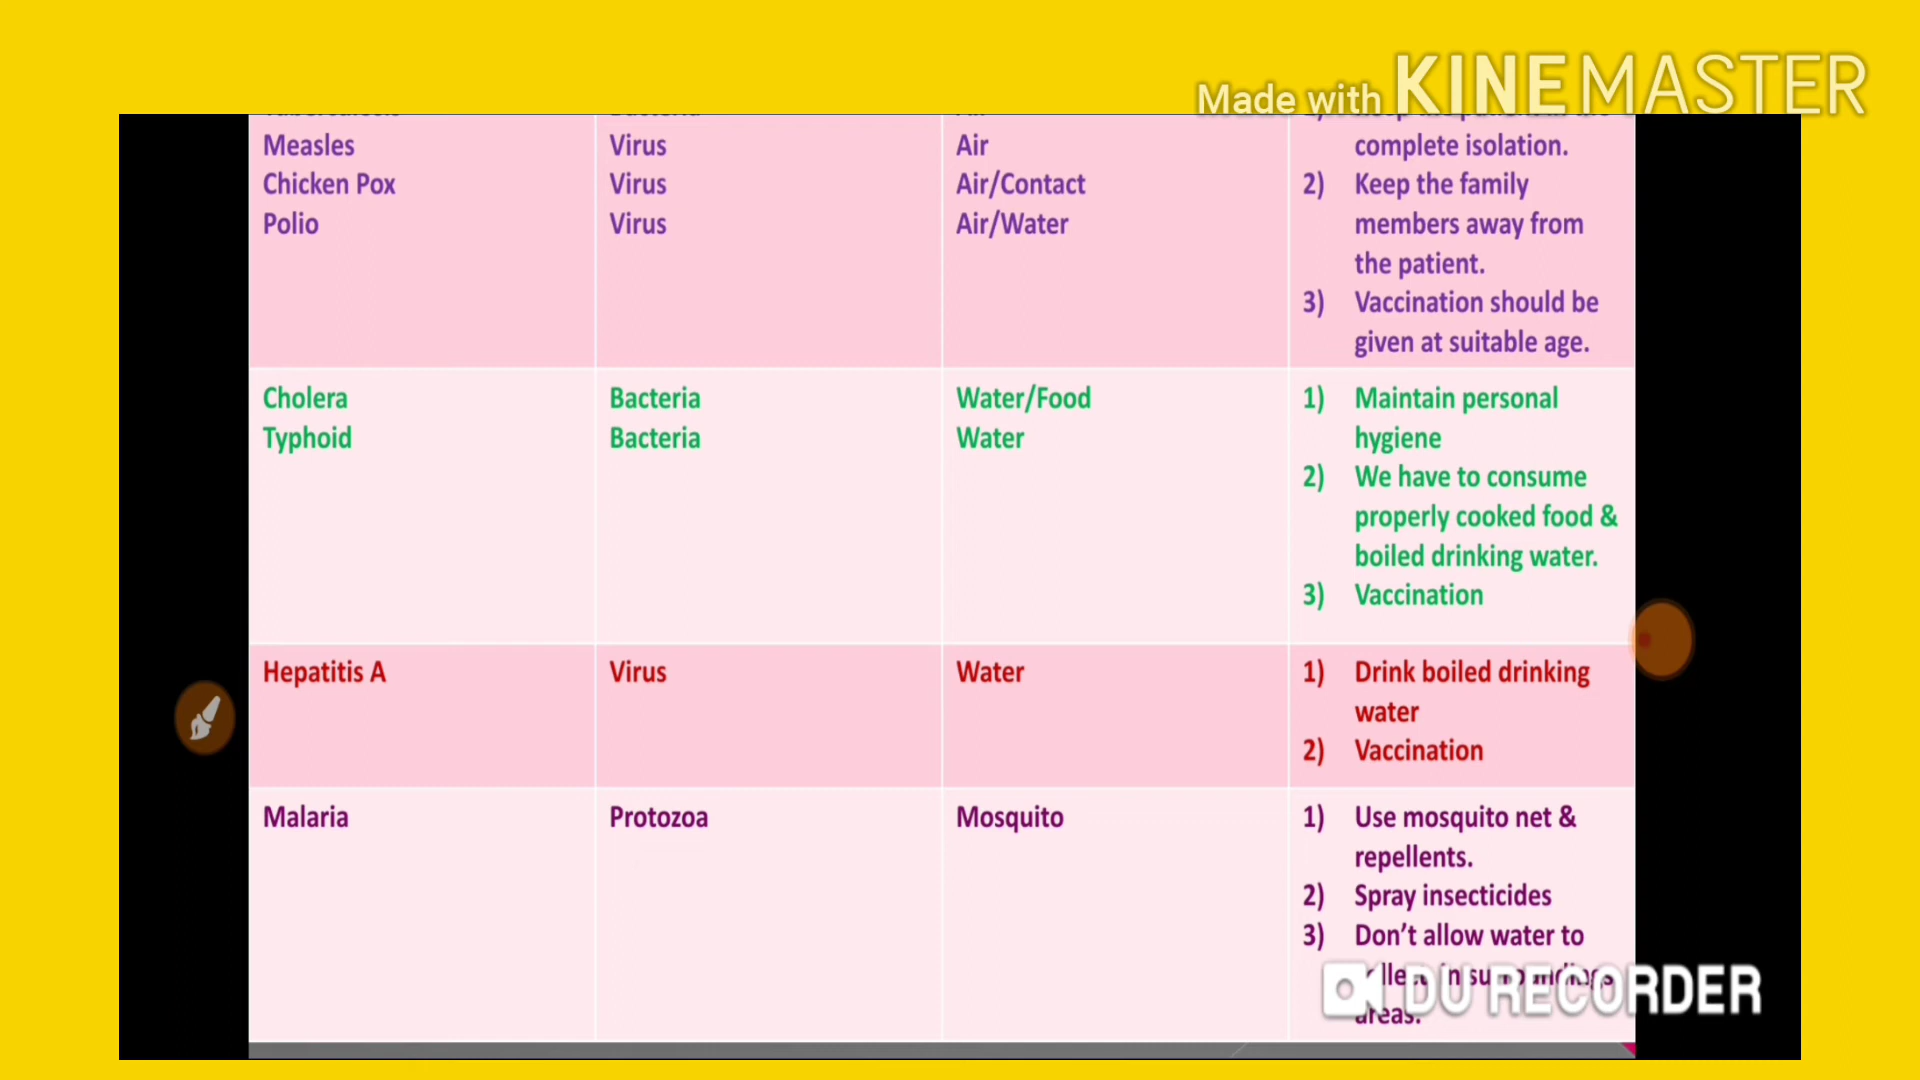 Made with KINEMASTER
Measles Virus Air complete isolation.
Chicken Pox Virus Air/Contact 2) Keep the family
Polio Virus Air/Water members away from
the patient.
3) Vaccination should be
given at suitable age.
Cholera Bacteria Water/Food 1) Maintain personal
Typhoid Bacteria Water hygiene
2) We have to consume
properly cooked food &
boiled drinking water.
3) Vaccination
Hepatitis A Virus Water 1) Drink boiled drinking
water
2) Vaccination
Malaria Protozoa Mosquito 1) Use mosquito net &
repellents.
2) Spray insecticides
3) Don't allow water to
areas.
DU RECORDER